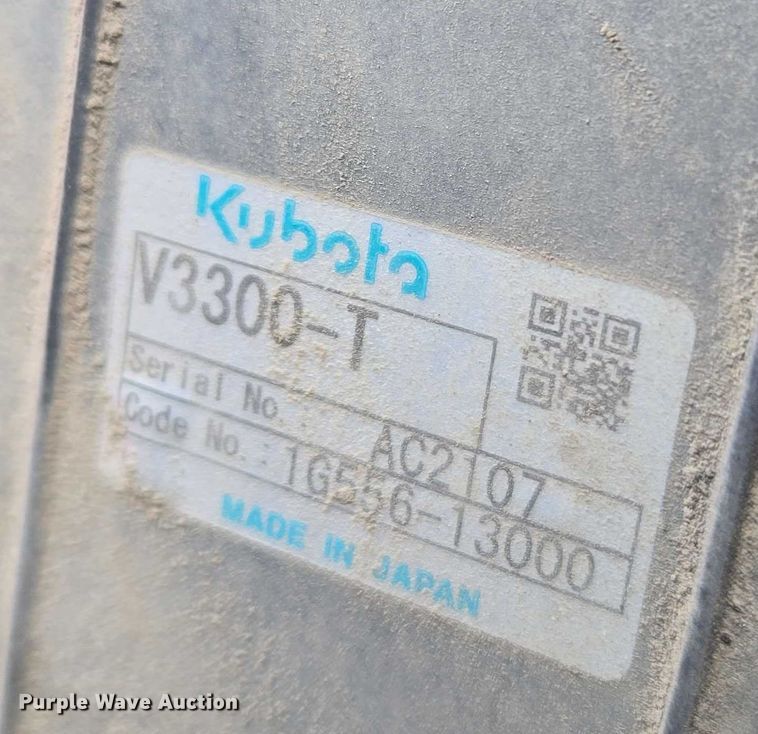 Kubota
V3300-T
Serial No.: AC2107
Code No.: 1G556-13000
MADE IN JAPAN
Purple Wave Auction